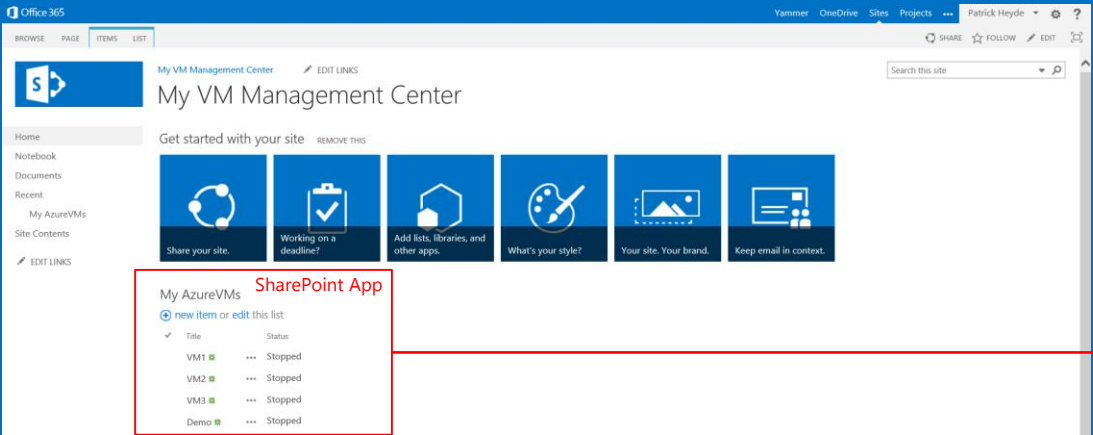 Office 365
Yammer OneDrive Sites Projects ••• Patrick Heyde ?
BROWSE PAGE ITEMS LIST
SHARE FOLLOW EDIT
My VM Management Center EDIT LINKS
Search this site
S
My VM Management Center
Home
Notebook
Documents
Recent
My AzureVMs
Site Contents
EDIT LINKS
Get started with your site REMOVE THIS
Share your site.
Working on a
deadline?
Add lists, libraries, and
other apps.
What's your style?
Your site. Your brand.
Keep email in context.
SharePoint App
My AzureVMs
new item or edit this list
Title Status
VM1 ••• Stopped
VM2 ••• Stopped
VM3 ••• Stopped
Demo ••• Stopped